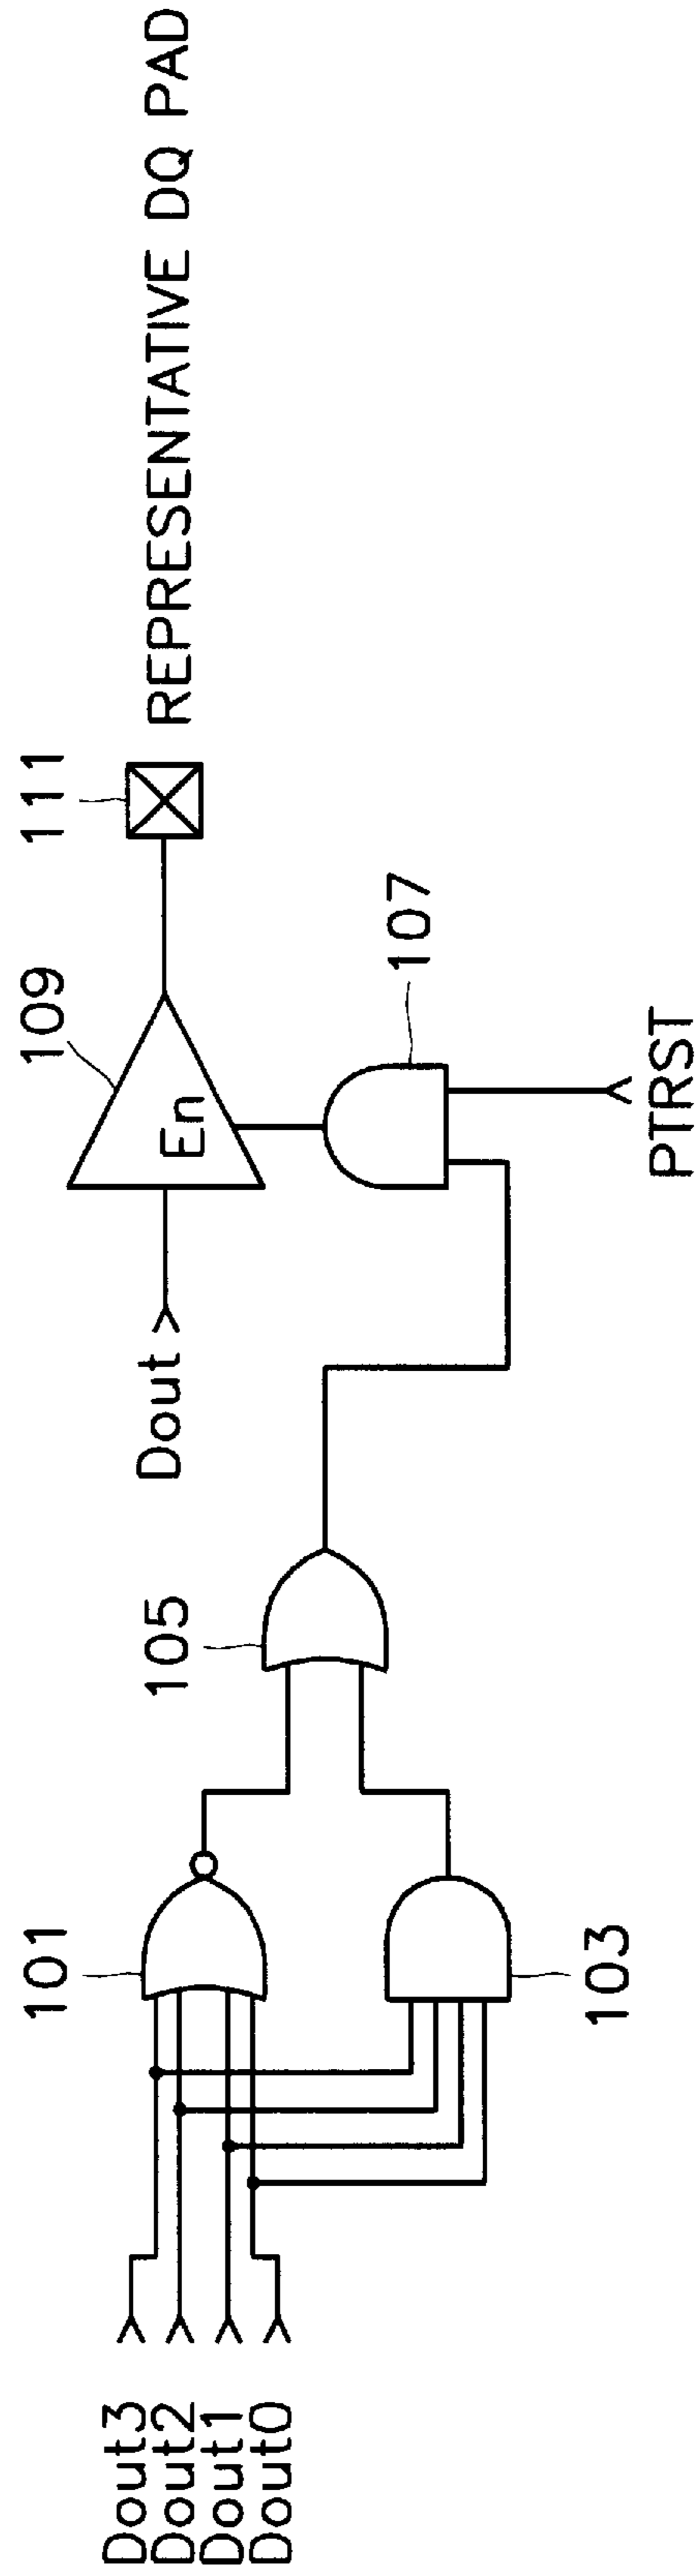 Dout3
Dout2
Dout1
Dout0
101
103
105
Dout
109
En
107
PTRST
111
REPRESENTATIVE DQ PAD